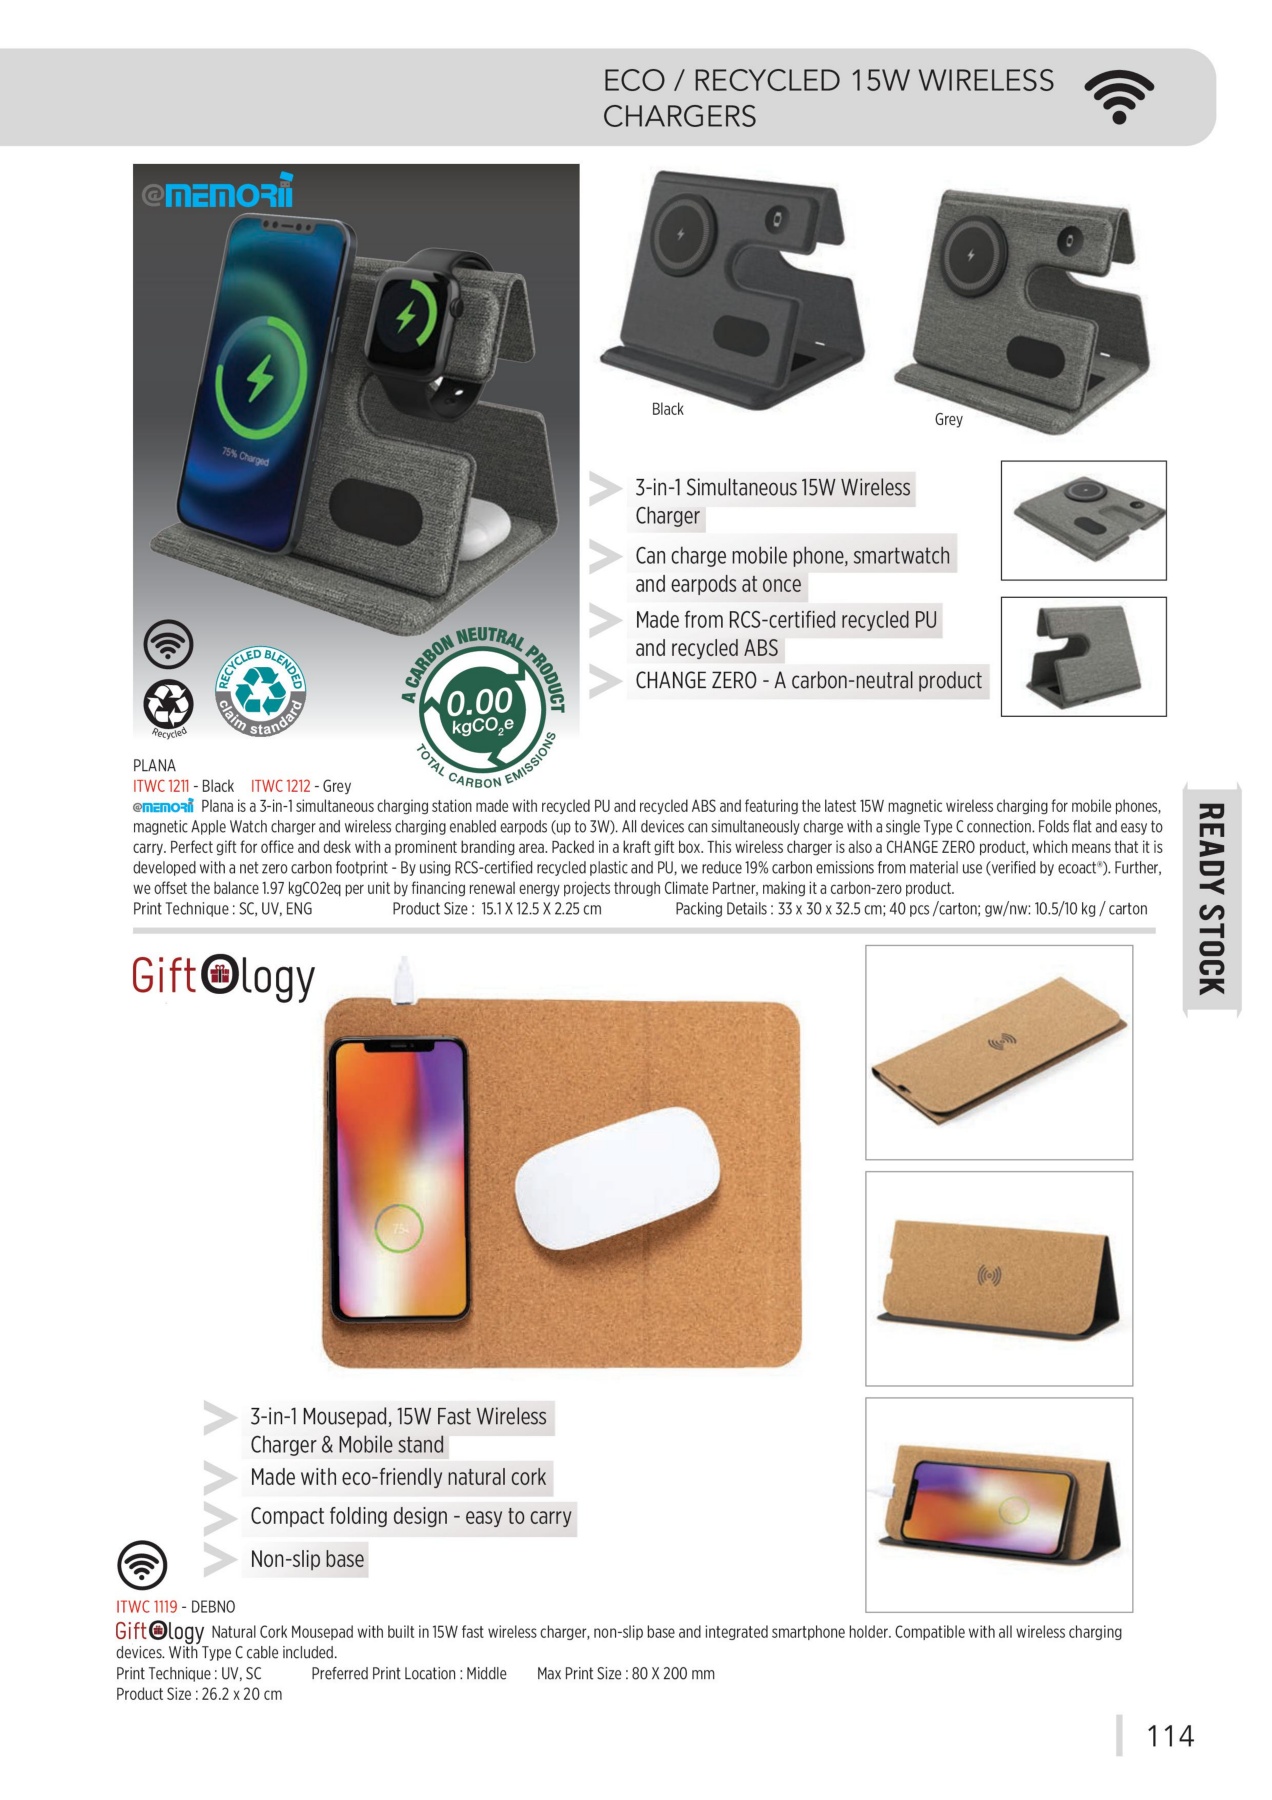 ECO / RECYCLED 15W WIRELESS
CHARGERS
@MEMORII
75% Charged
Black
Grey
3-in-1 Simultaneous 15W Wireless
Charger
Can charge mobile phone, smartwatch
and earpods at once
Made from RCS-certified recycled PU
and recycled ABS
CHANGE ZERO - A carbon-neutral product
Recycled
RECYCLED BLENDED
claim standard
A CARBON NEUTRAL PRODUCT
0.00
kgCO2e
TOTAL CARBON EMISSIONS
PLANA
ITWC 1211 - Black ITWC 1212 - Grey
@MEMORII Plana is a 3-in-1 simultaneous charging station made with recycled PU and recycled ABS and featuring the latest 15W magnetic wireless charging for mobile phones,
magnetic Apple Watch charger and wireless charging enabled earpods (up to 3W). All devices can simultaneously charge with a single Type C connection. Folds flat and easy to
carry. Perfect gift for office and desk with a prominent branding area. Packed in a kraft gift box. This wireless charger is also a CHANGE ZERO product, which means that it is
developed with a net zero carbon footprint - By using RCS-certified recycled plastic and PU, we reduce 19% carbon emissions from material use (verified by ecoact®). Further,
we offset the balance 1.97 kgCO2eq per unit by financing renewal energy projects through Climate Partner, making it a carbon-zero product.
Print Technique : SC, UV, ENG Product Size : 15.1 X 12.5 X 2.25 cm Packing Details : 33 x 30 x 32.5 cm; 40 pcs /carton; gw/nw: 10.5/10 kg / carton
READY STOCK
GiftOlogy
75%
3-in-1 Mousepad, 15W Fast Wireless
Charger & Mobile stand
Made with eco-friendly natural cork
Compact folding design - easy to carry
Non-slip base
ITWC 1119 - DEBNO
GiftOlogy Natural Cork Mousepad with built in 15W fast wireless charger, non-slip base and integrated smartphone holder. Compatible with all wireless charging
devices. With Type C cable included.
Print Technique : UV, SC Preferred Print Location : Middle Max Print Size : 80 X 200 mm
Product Size : 26.2 x 20 cm
114